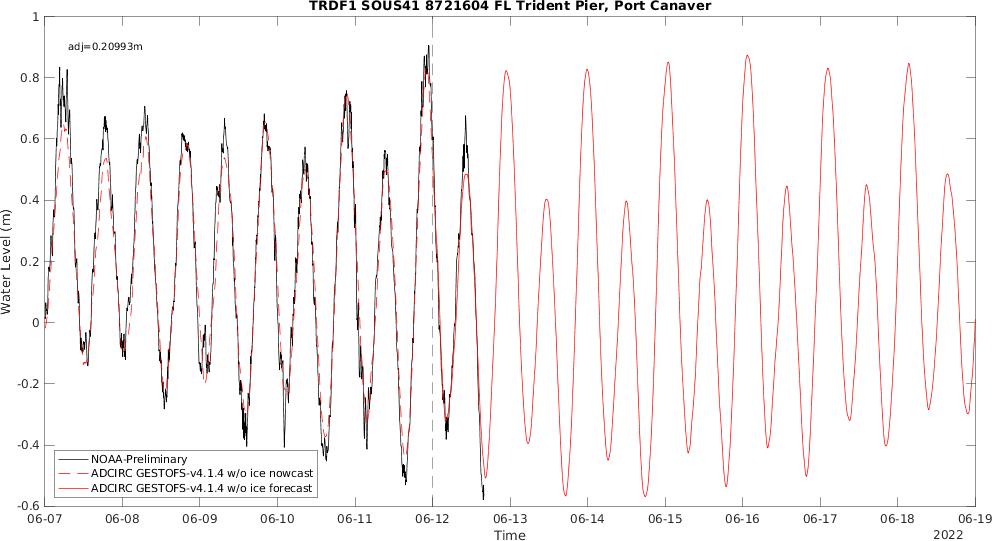 TRDF1 SOUS41 8721604 FL Trident Pier, Port Canaver
adj=0.20993m
Water Level (m)
1
0.8
0.6
0.4
0.2
0
-0.2
-0.4
-0.6
NOAA-Preliminary
ADCIRC GESTOFS-v4.1.4 w/o ice nowcast
ADCIRC GESTOFS-v4.1.4 w/o ice forecast
06-07 06-08 06-09 06-10 06-11 06-12 06-13 06-14 06-15 06-16 06-17 06-18 06-19
Time
2022